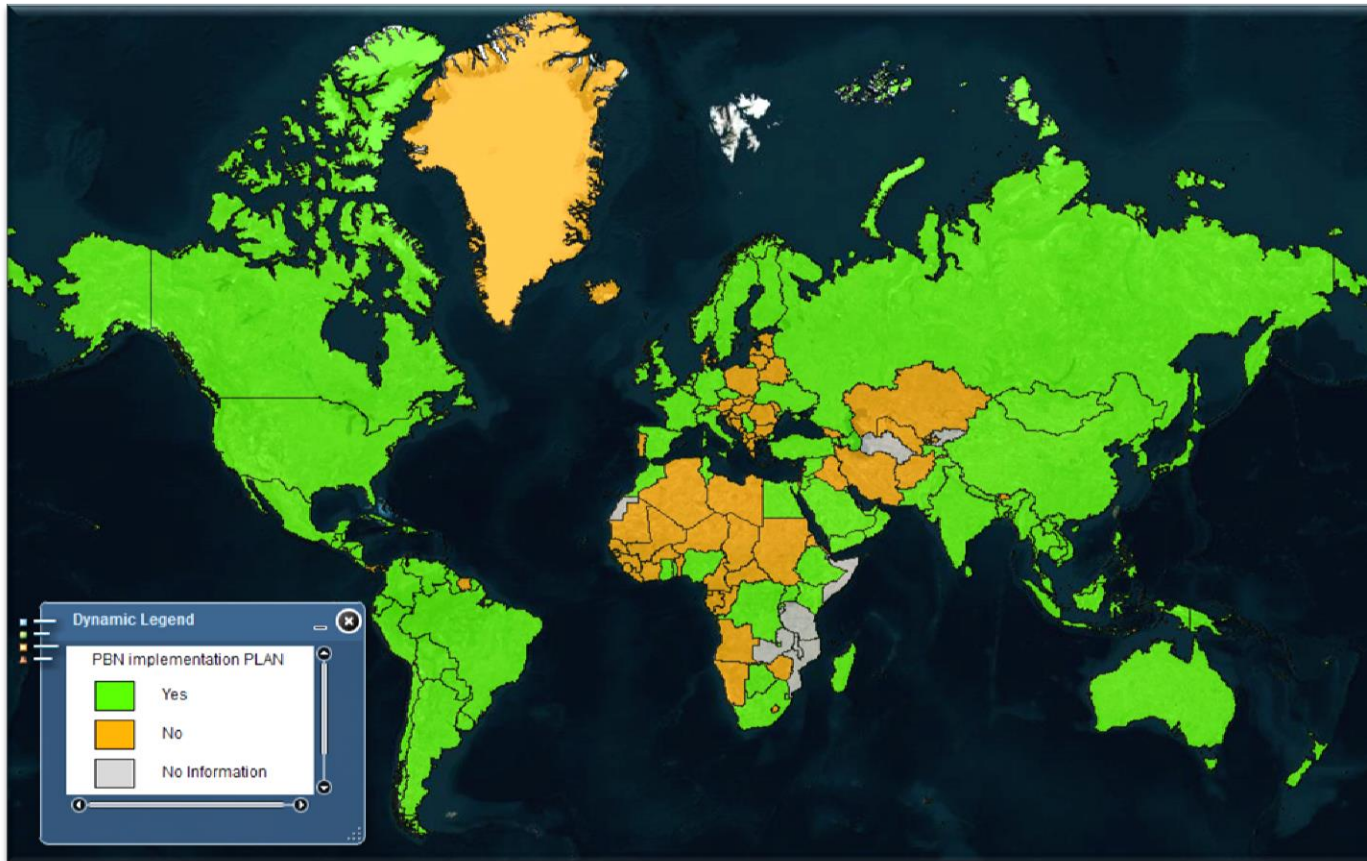 Dynamic Legend
PBN implementation PLAN
Yes
No
No Information